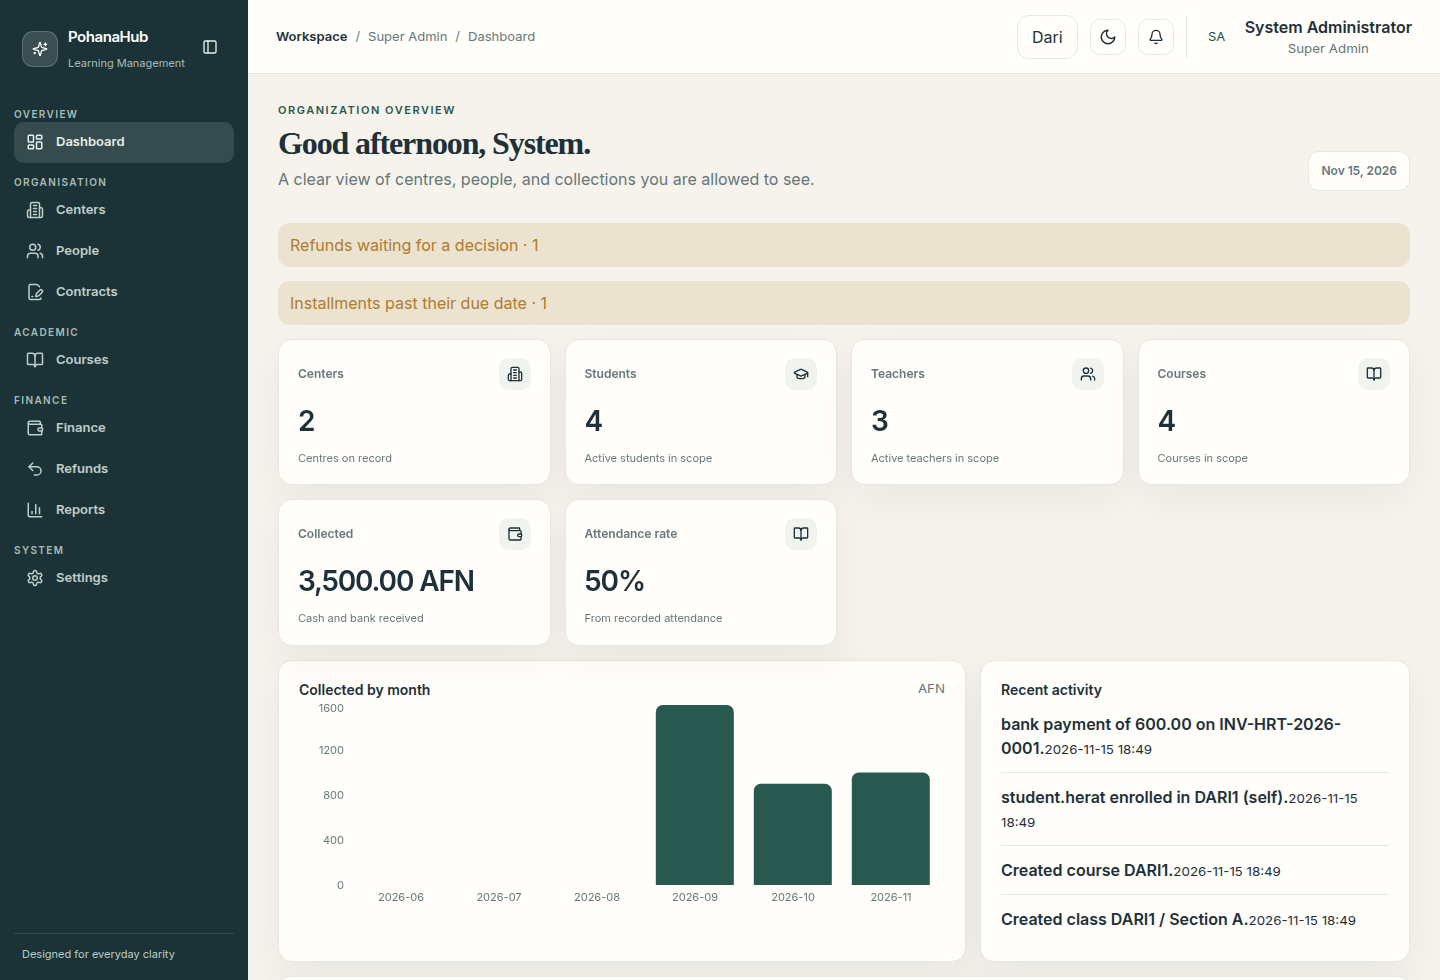 PohanaHub
Learning Management
OVERVIEW
Dashboard
ORGANISATION
Centers
People
Contracts
ACADEMIC
Courses
FINANCE
Finance
Refunds
Reports
SYSTEM
Settings
Designed for everyday clarity
Workspace / Super Admin / Dashboard
Dari
SA
System Administrator
Super Admin
ORGANIZATION OVERVIEW
Good afternoon, System.
A clear view of centres, people, and collections you are allowed to see.
Nov 15, 2026
Refunds waiting for a decision · 1
Installments past their due date · 1
Centers
2
Centres on record
Students
4
Active students in scope
Teachers
3
Active teachers in scope
Courses
4
Courses in scope
Collected
3,500.00 AFN
Cash and bank received
Attendance rate
50%
From recorded attendance
Collected by month
AFN
1600
1200
800
400
0
2026-06 2026-07 2026-08 2026-09 2026-10 2026-11
Recent activity
bank payment of 600.00 on INV-HRT-2026-
0001.2026-11-15 18:49
student.herat enrolled in DARI1 (self).2026-11-15
18:49
Created course DARI1.2026-11-15 18:49
Created class DARI1 / Section A.2026-11-15 18:49